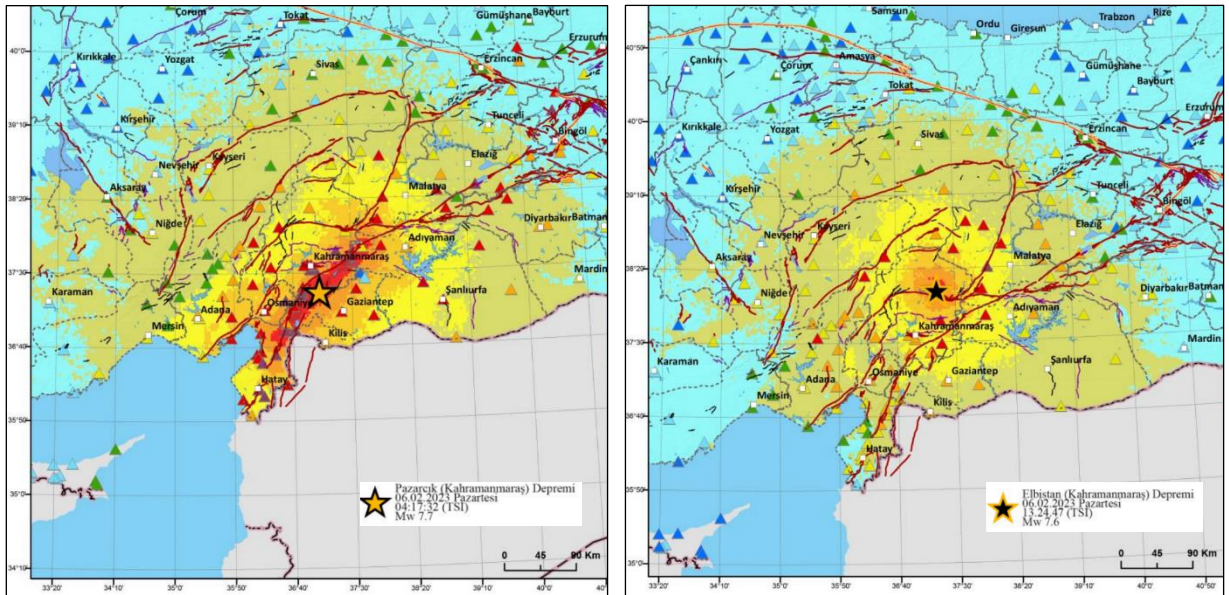 Çorum
Tokat
Gümüşhane
Bayburt
40°0'
Kırıkkale
Yozgat
Sivas
Erzincan
Erzurum
39°10'
Kırşehir
Tunceli
Bingöl
Nevşehir
Kayseri
Elazığ
Aksaray
Malatya
38°20'
Niğde
Diyarbakır
Batman
Adıyaman
37°30'
Kahramanmaraş
Mardin
Karaman
Osmaniye
Gaziantep
Şanlıurfa
Adana
Mersin
Kilis
36°40'
Hatay
35°50'
Pazarcık (Kahramanmaraş) Depremi
06.02.2023 Pazartesi
04:17:32 (TSI)
Mw 7.7
35°0'
0 45 90 Km
34°10'
33°20' 34°10' 35°0' 35°50' 36°40' 37°30' 38°20' 39°10' 40°0'
Samsun
Ordu
Giresun
Trabzon
Rize
40°50'
Çankırı
Çorum
Amasya
Gümüşhane
Bayburt
Tokat
Erzurum
40°0'
Kırıkkale
Yozgat
Sivas
Erzincan
39°10'
Kırşehir
Tunceli
Bingöl
Nevşehir
Kayseri
Elazığ
38°20'
Aksaray
Malatya
Niğde
Diyarbakır
Batman
Adıyaman
37°30'
Kahramanmaraş
Mardin
Karaman
Şanlıurfa
Adana
Osmaniye
Gaziantep
Mersin
36°40'
Kilis
Hatay
35°50'
Elbistan (Kahramanmaraş) Depremi
06.02.2023 Pazartesi
13.24.47 (TSI)
Mw 7.6
0 45 90 Km
35°0'
33°20' 34°10' 35°0' 35°50' 36°40' 37°30' 38°20' 39°10' 40°0' 40°50'